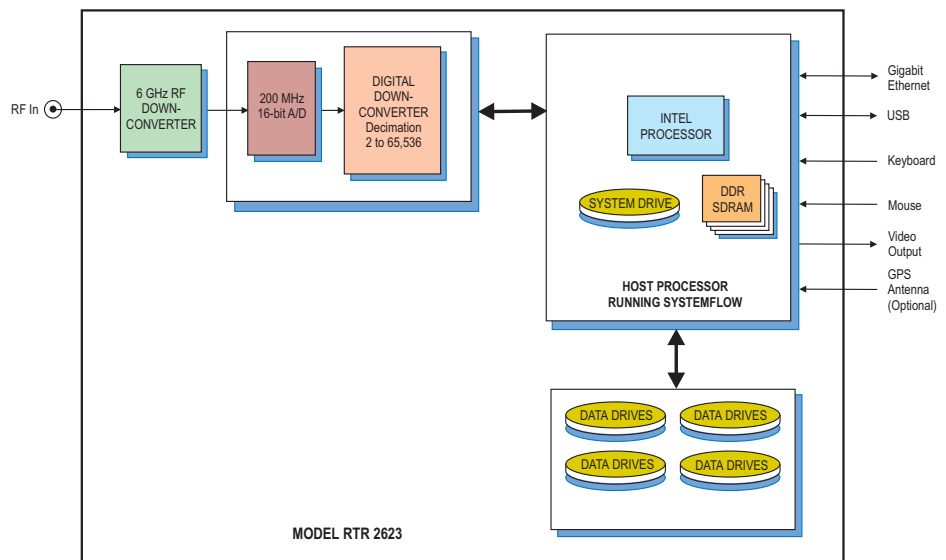 RF In
6 GHz RF
DOWN-
CONVERTER
200 MHz
16-bit A/D
DIGITAL
DOWN-
CONVERTER
Decimation
2 to 65,536
INTEL
PROCESSOR
SYSTEM DRIVE
DDR
SDRAM
HOST PROCESSOR
RUNNING SYSTEMFLOW
Gigabit
Ethernet
USB
Keyboard
Mouse
Video
Output
GPS
Antenna
(Optional)
DATA DRIVES
DATA DRIVES
DATA DRIVES
DATA DRIVES
MODEL RTR 2623